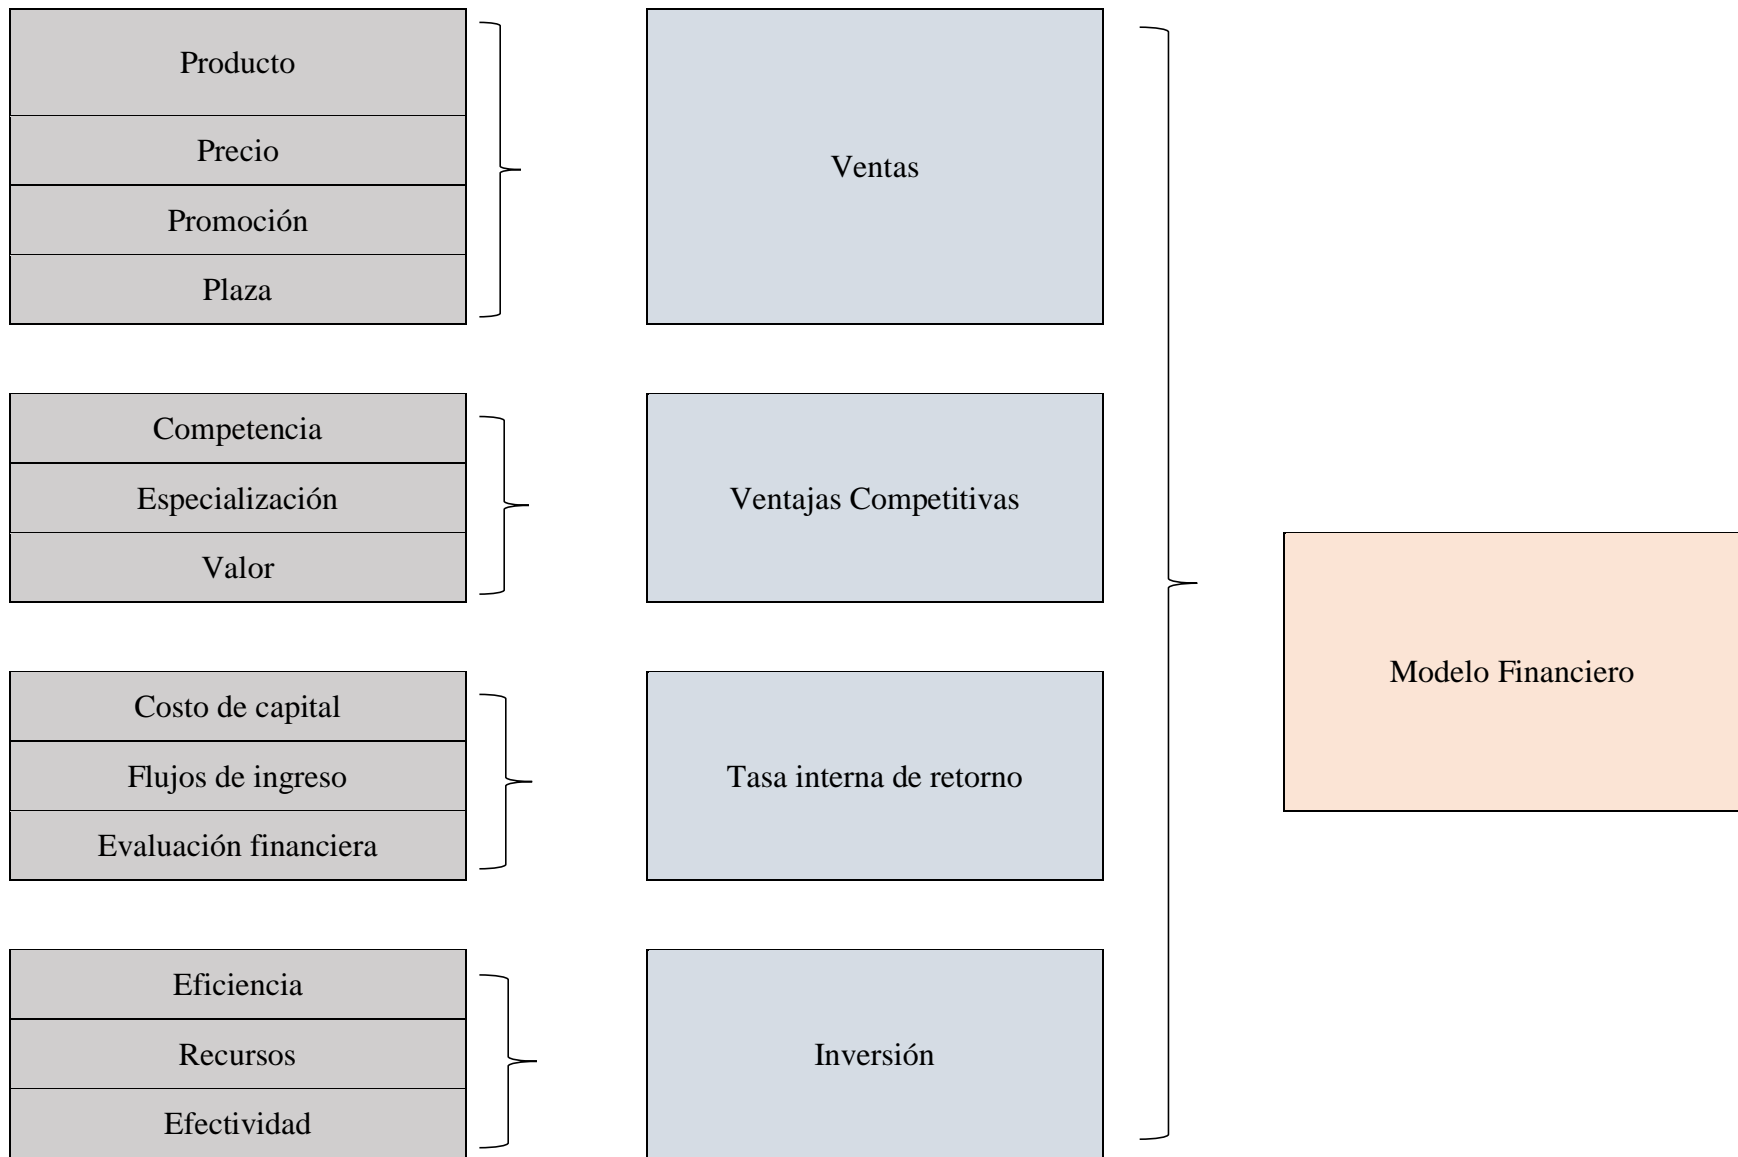 Producto
Precio
Promoción
Plaza
Ventas
Competencia
Especialización
Valor
Ventajas Competitivas
Costo de capital
Flujos de ingreso
Evaluación financiera
Tasa interna de retorno
Eficiencia
Recursos
Efectividad
Inversión
Modelo Financiero